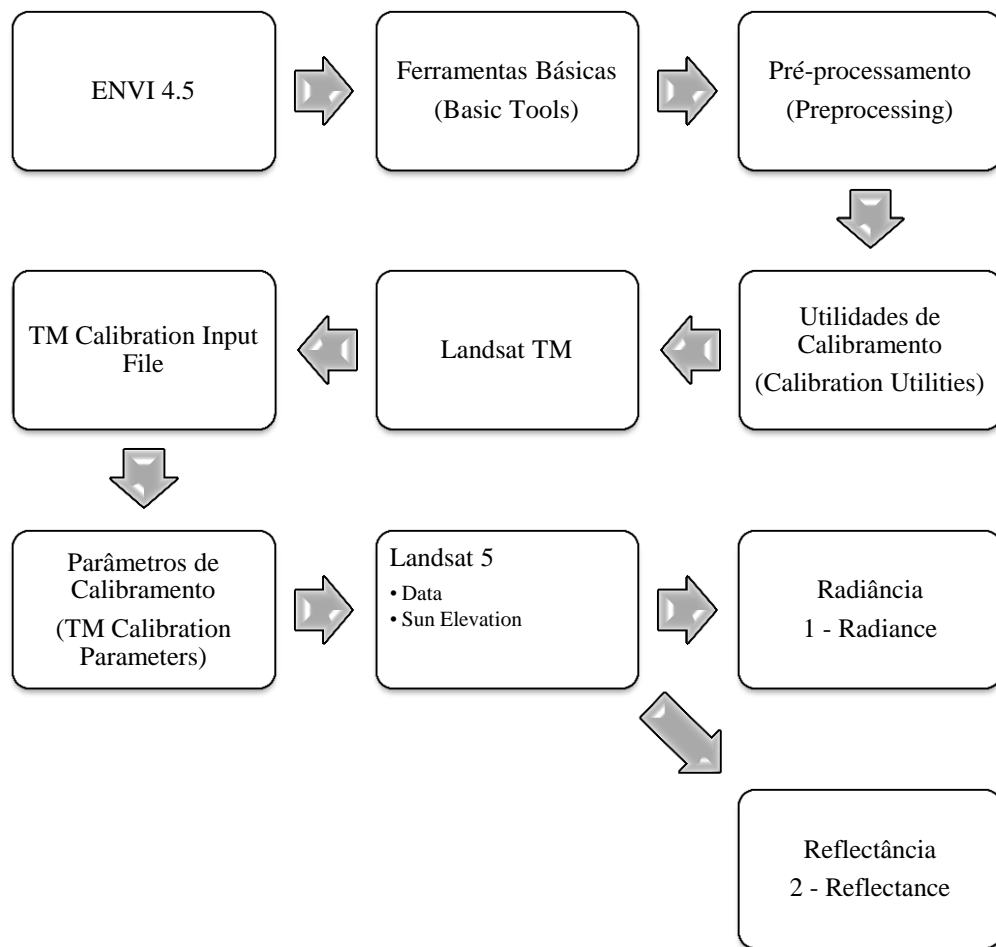 ENVI 4.5
Ferramentas Básicas
(Basic Tools)
Pré-processamento
(Preprocessing)
Utilidades de
Calibramento
(Calibration Utilities)
Landsat TM
TM Calibration Input
File
Parâmetros de
Calibramento
(TM Calibration
Parameters)
Landsat 5
• Data
• Sun Elevation
Radiância
1 - Radiance
Reflectância
2 - Reflectance